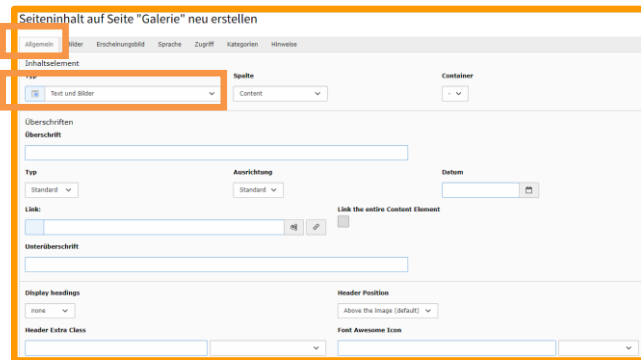 Seiteninhalt auf Seite "Galerie" neu erstellen
Allgemein Bilder Erscheinungsbild Sprache Zugriff Kategorien Hinweise
Inhaltselement
Typ Spalte Container
Text und Bilder Content -
Überschriften
Überschrift
Typ Ausrichtung Datum
Standard Standard
Link: Link the entire Content Element
Unterüberschrift
Display headings Header Position
none Above the image (default)
Header Extra Class Font Awesome Icon